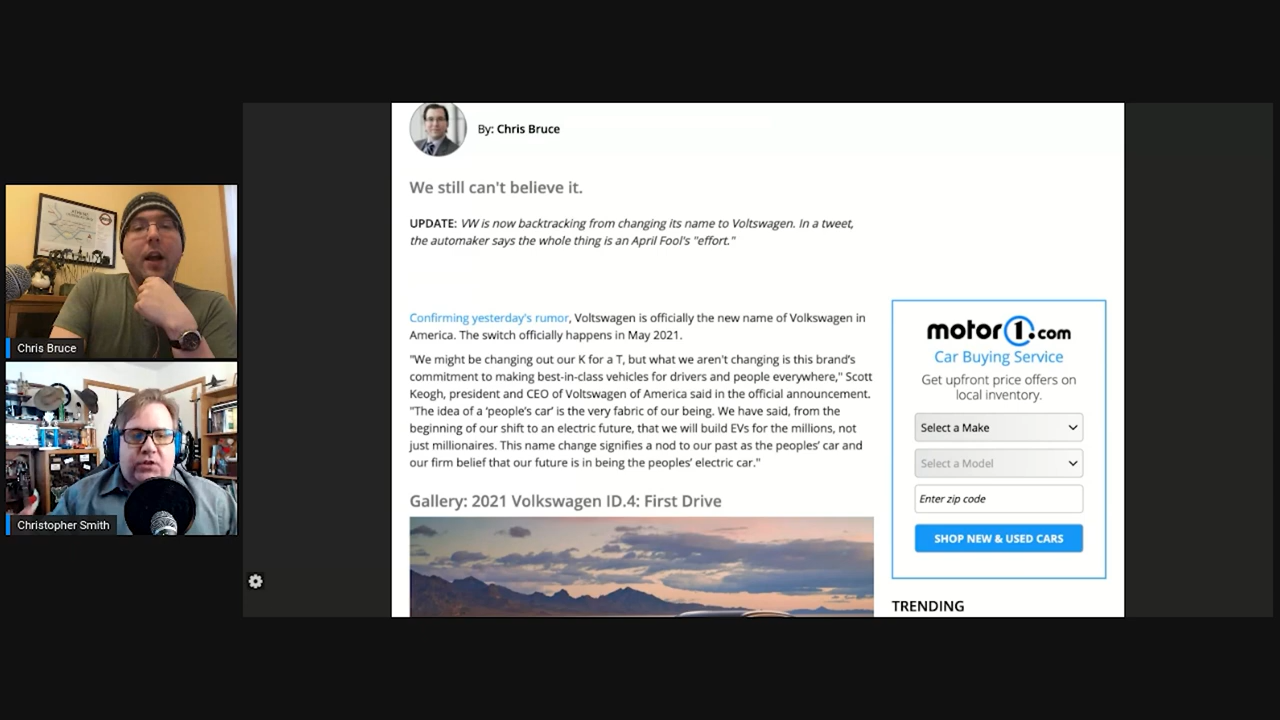 By: Chris Bruce
We still can't believe it.
UPDATE: VW is now backtracking from changing its name to Voltswagen. In a tweet,
the automaker says the whole thing is an April Fool's "effort."
Confirming yesterday's rumor, Voltswagen is officially the new name of Volkswagen in
America. The switch officially happens in May 2021.
"We might be changing out our K for a T, but what we aren't changing is this brand's
commitment to making best-in-class vehicles for drivers and people everywhere," Scott
Keogh, president and CEO of Voltswagen of America said in the official announcement.
"The idea of a 'people's car' is the very fabric of our being. We have said, from the
beginning of our shift to an electric future, that we will build EVs for the millions, not
just millionaires. This name change signifies a nod to our past as the peoples' car and
our firm belief that our future is in being the peoples' electric car."
Gallery: 2021 Volkswagen ID.4: First Drive
motor1.com
Car Buying Service
Get upfront price offers on
local inventory.
Select a Make
Select a Model
Enter zip code
SHOP NEW & USED CARS
TRENDING
Chris Bruce
Christopher Smith